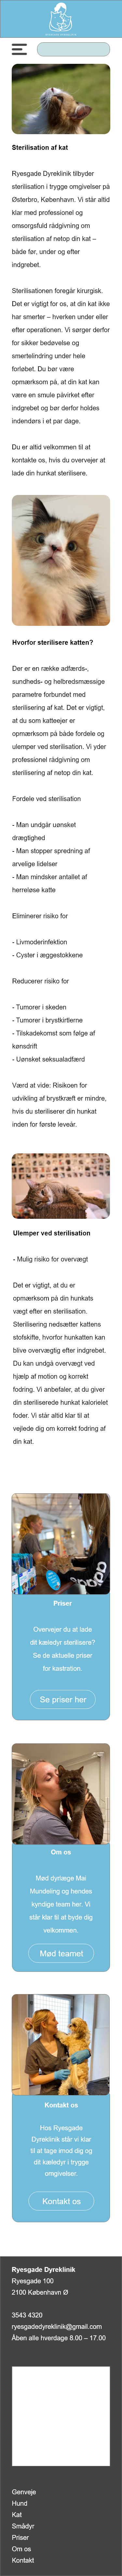 Sterilisation af kat
Ryesgade Dyreklinik tilbyder
sterilisation i trygge omgivelser på
Østerbro, København. Vi står altid
klar med professionel og
omsorgsfuld rådgivning om
sterilisation af netop din kat –
både før, under og efter
indgrebet.
Sterilisationen foregår kirurgisk.
Det er vigtigt for os, at din kat ikke
har smerter – hverken under eller
efter operationen. Vi sørger derfor
for sikker bedøvelse og
smertelindring under hele
forløbet. Du bør være
opmærksom på, at din kat kan
være en smule påvirket efter
indgrebet og bør derfor holdes
indendørs i et par dage.
Du er altid velkommen til at
kontakte os, hvis du overvejer at
lade din hunkat sterilisere.
Hvorfor sterilisere katten?
Der er en række adfærds-,
sundheds- og helbredsmæssige
parametre forbundet med
sterilisering af kat. Det er vigtigt,
at du som katteejer er
opmærksom på både fordele og
ulemper ved sterilisation. Vi yder
professionel rådgivning om
sterilisering af netop din kat.
Fordele ved sterilisation
- Man undgår uønsket
drægtighed
- Man stopper spredning af
arvelige lidelser
- Man mindsker antallet af
herreløse katte
Eliminerer risiko for
- Livmoderinfektion
- Cyster i æggestokkene
Reducerer risiko for
- Tumorer i skeden
- Tumorer i brystkirtlerne
- Tilskadekomst som følge af
kønsdrift
- Uønsket seksualadfærd
Værd at vide: Risikoen for
udvikling af brystkræft er mindre,
hvis du steriliserer din hunkat
inden for første leveår.
Ulemper ved sterilisation
- Mulig risiko for overvægt
Det er vigtigt, at du er
opmærksom på din hunkats
vægt efter en sterilisation.
Sterilisering nedsætter kattens
stofskifte, hvorfor hunkatten kan
blive overvægtig efter indgrebet.
Du kan undgå overvægt ved
hjælp af motion og korrekt
fodring. Vi anbefaler, at du giver
din steriliserede hunkat kalorielet
foder. Vi står altid klar til at
vejlede dig om korrekt fodring af
din kat.
Priser
Overvejer du at lade
dit kæledyr sterilisere?
Se de aktuelle priser
for kastration.
Se priser her
Om os
Mød dyrlæge Mai
Mundeling og hendes
kyndige team her. Vi
står klar til at byde dig
velkommen.
Mød teamet
Kontakt os
Hos Ryesgade
Dyreklinik står vi klar
til at tage imod dig og
dit kæledyr i trygge
omgivelser.
Kontakt os
Ryesgade Dyreklinik
Ryesgade 100
2100 København Ø
3543 4320
ryesgadedyreklinik@gmail.com
Åben alle hverdage 8.00 – 17.00
Genveje
Hund
Kat
Smådyr
Priser
Om os
Kontakt